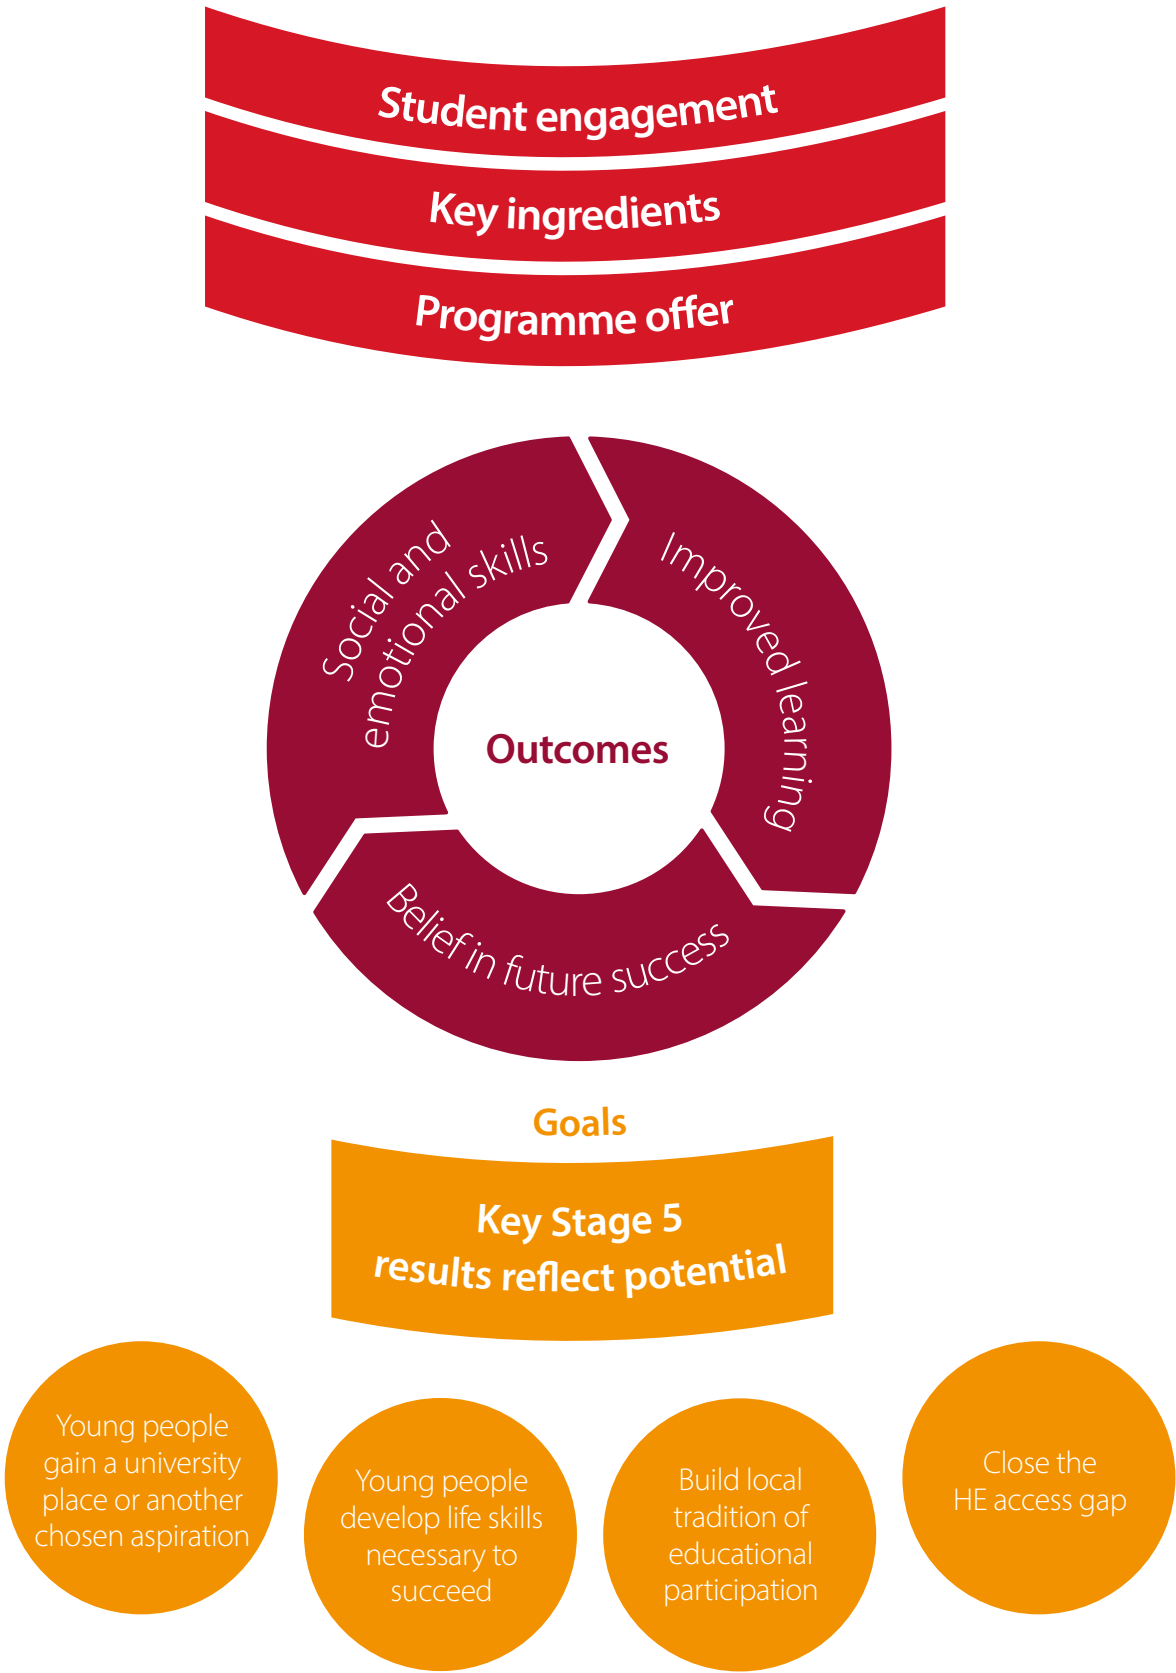 Student engagement
Key ingredients
Programme offer
Social and
emotional skills
Improved learning
Outcomes
Belief in future success
Goals
Key Stage 5
results reflect potential
Young people
gain a university
place or another
chosen aspiration
Young people
develop life skills
necessary to
succeed
Build local
tradition of
educational
participation
Close the
HE access gap